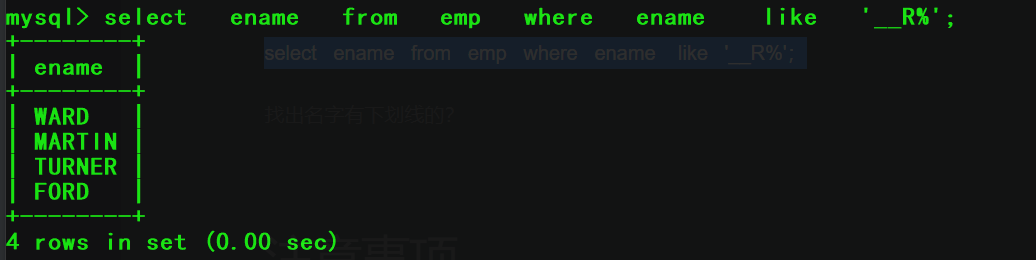 mysql> select ename from emp where ename like '__R%';
+--------+
| ename |
+--------+
| WARD |
| MARTIN |
| TURNER |
| FORD |
+--------+
4 rows in set (0.00 sec)
select ename from emp where ename like '__R%';
找出名字有下划线的?